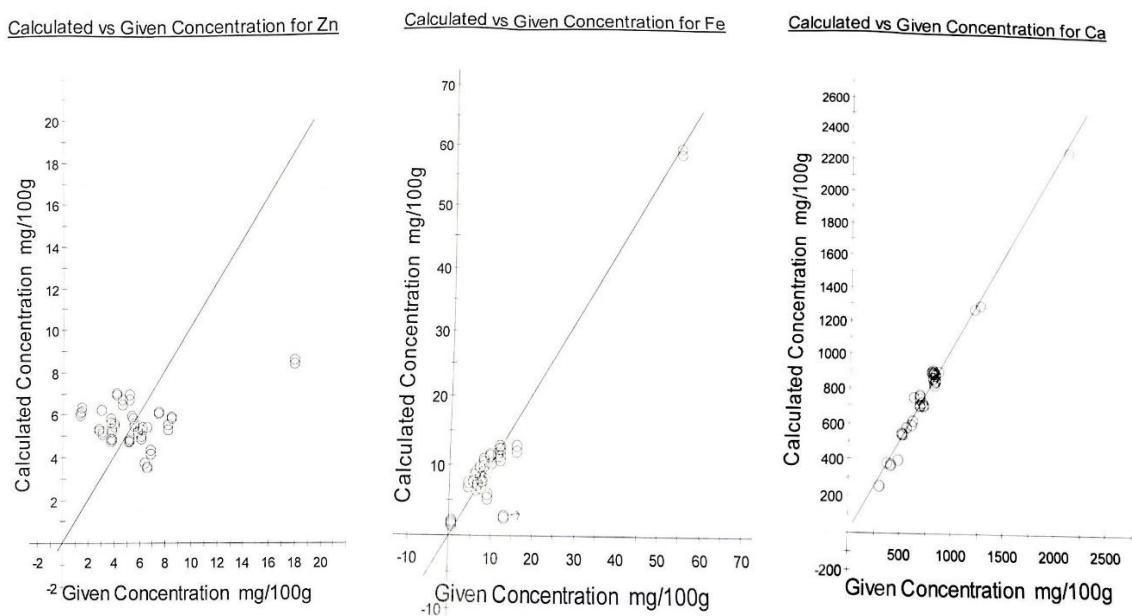 Calculated vs Given Concentration for Zn
20
18
16
14
12
10
8
6
4
2
-2
2 4 6 8 10 12 14 16 18 20
-2
Calculated Concentration mg/100g
Given Concentration mg/100g
Calculated vs Given Concentration for Fe
70
60
50
40
30
20
10
-10
10 20 30 40 50 60 70
-10
Calculated Concentration mg/100g
Given Concentration mg/100g
Calculated vs Given Concentration for Ca
2600
2400
2200
2000
1800
1600
1400
1300
1000
800
600
400
200
-200
500 1000 1500 2000 2500
Calculated Concentration mg/100g
Given Concentration mg/100g